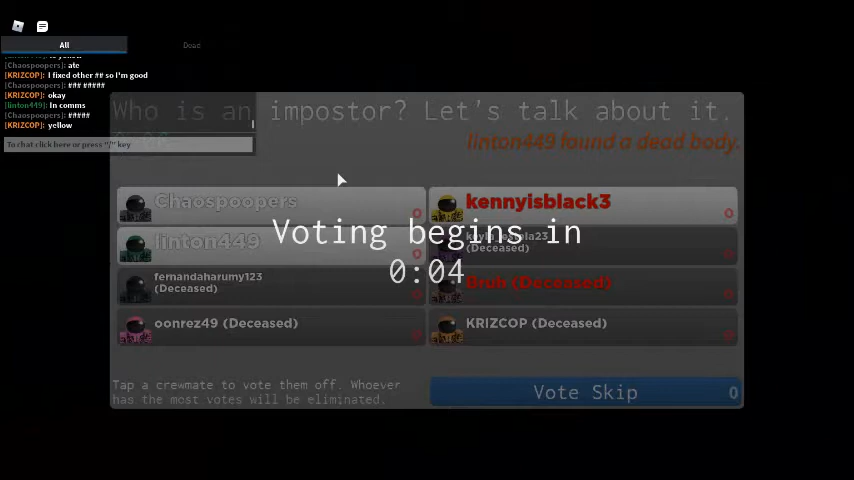 All
Dead
[Chaospoopers]: ate
[KRIZCOP]: I fixed other ## so I'm good
[Chaospoopers]: ### #####
[KRIZCOP]: okay
[linton449]: In comms
[Chaospoopers]: #####
[KRIZCOP]: yellow
To chat click here or press "/" key
Who is an impostor? Let's talk about it.
linton449 found a dead body.
Chaospoopers
0
kennyisblack3
0
linton449
0
(Deceased)
Voting begins in
0:04
fernandaharumy123
(Deceased)
Bruh (Deceased)
oonrez49 (Deceased)
KRIZCOP (Deceased)
Tap a crewmate to vote them off. Whoever
has the most votes will be eliminated.
Vote Skip
0